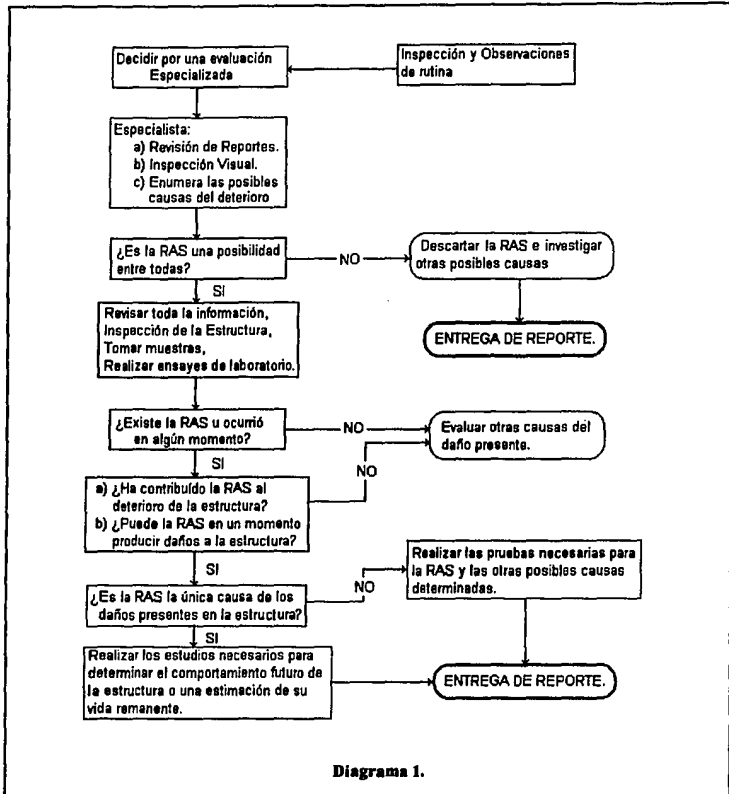 Decidir por una evaluación
Especializada
Inspección y Observaciones
de rutina
Especialista:
a) Revisión de Reportes.
b) Inspección Visual.
c) Enumera las posibles
causas del deterioro
¿Es la RAS una posibilidad
entre todas?
NO
Descartar la RAS e investigar
otras posibles causas
SI
ENTREGA DE REPORTE.
Revisar toda la información,
Inspección de la Estructura,
Tomar muestras,
Realizar ensayes de laboratorio.
¿Existe la RAS u ocurrió
en algún momento?
NO
Evaluar otras causas del
daño presente.
SI
NO
a) ¿Ha contribuído la RAS al
deterioro de la estructura?
b) ¿Puede la RAS en un momento
producir daños a la estructura?
SI
¿Es la RAS la única causa de los
daños presentes en la estructura?
NO
Realizar las pruebas necesarias para
la RAS y las otras posibles causas
determinadas.
SI
Realizar los estudios necesarios para
determinar el comportamiento futuro de
la estructura o una estimación de su
vida remanente.
ENTREGA DE REPORTE.
Diagrama 1.